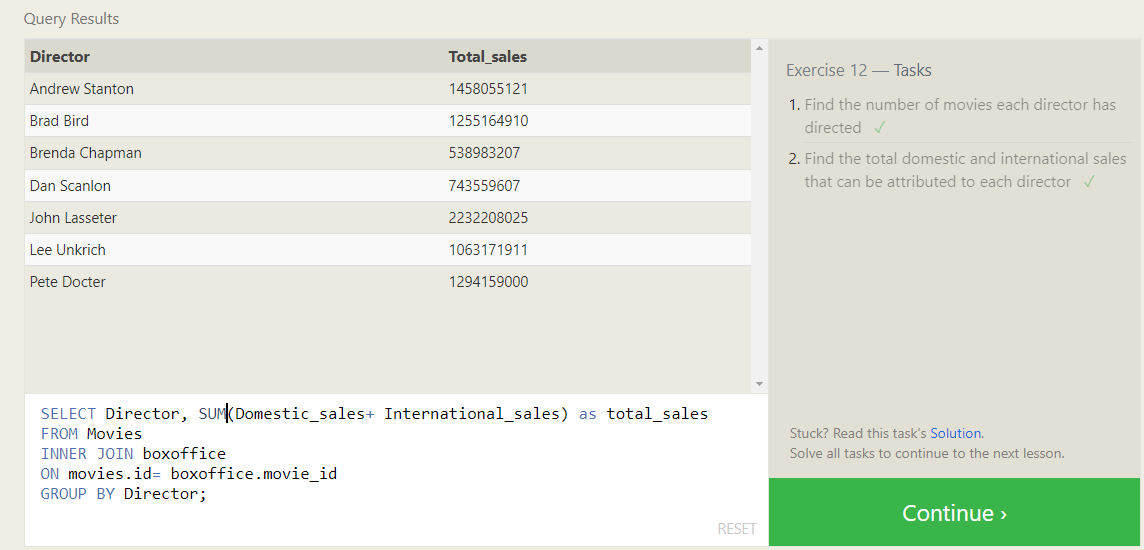 Query Results
Director Total_sales
Andrew Stanton 1458055121
Brad Bird 1255164910
Brenda Chapman 538983207
Dan Scanlon 743559607
John Lasseter 2232208025
Lee Unkrich 1063171911
Pete Docter 1294159000
SELECT Director, SUM(Domestic_sales+ International_sales) as total_sales
FROM Movies
INNER JOIN boxoffice
ON movies.id= boxoffice.movie_id
GROUP BY Director;
RESET
Exercise 12 — Tasks
1. Find the number of movies each director has
directed ✓
2. Find the total domestic and international sales
that can be attributed to each director ✓
Stuck? Read this task's Solution.
Solve all tasks to continue to the next lesson.
Continue ›